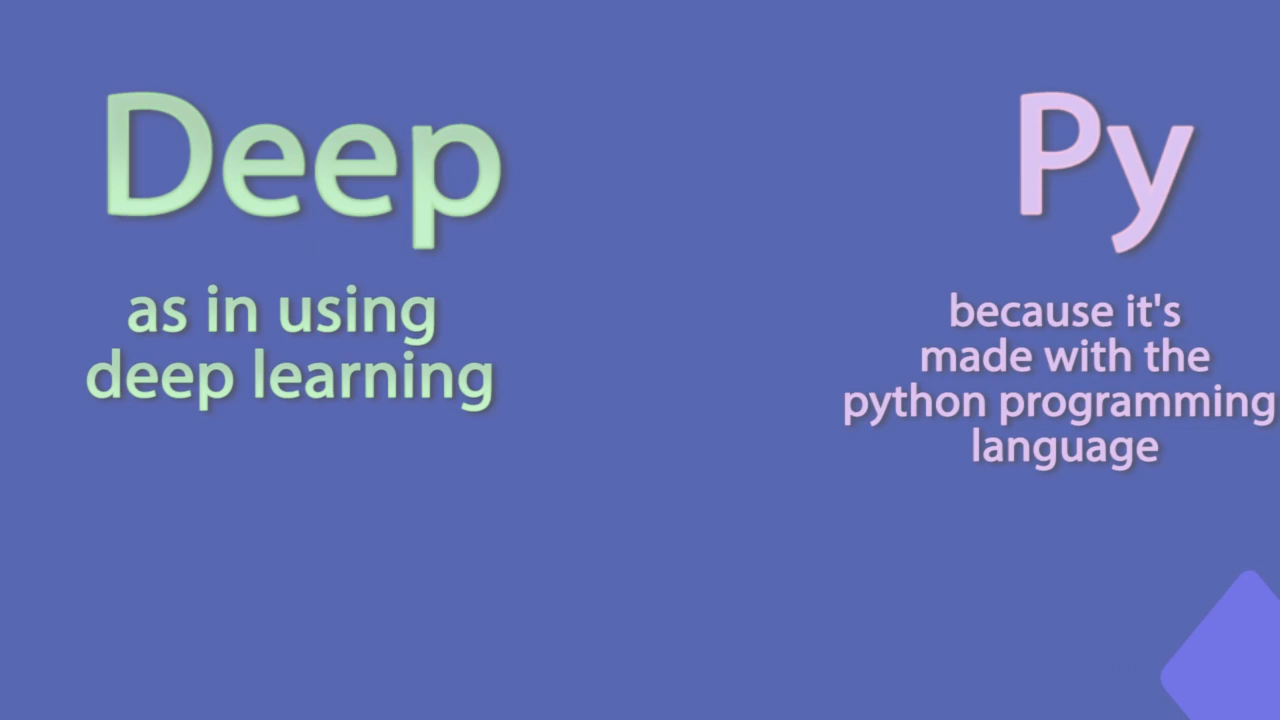 Deep
as in using
deep learning
Py
because it's
made with the
python programming
language